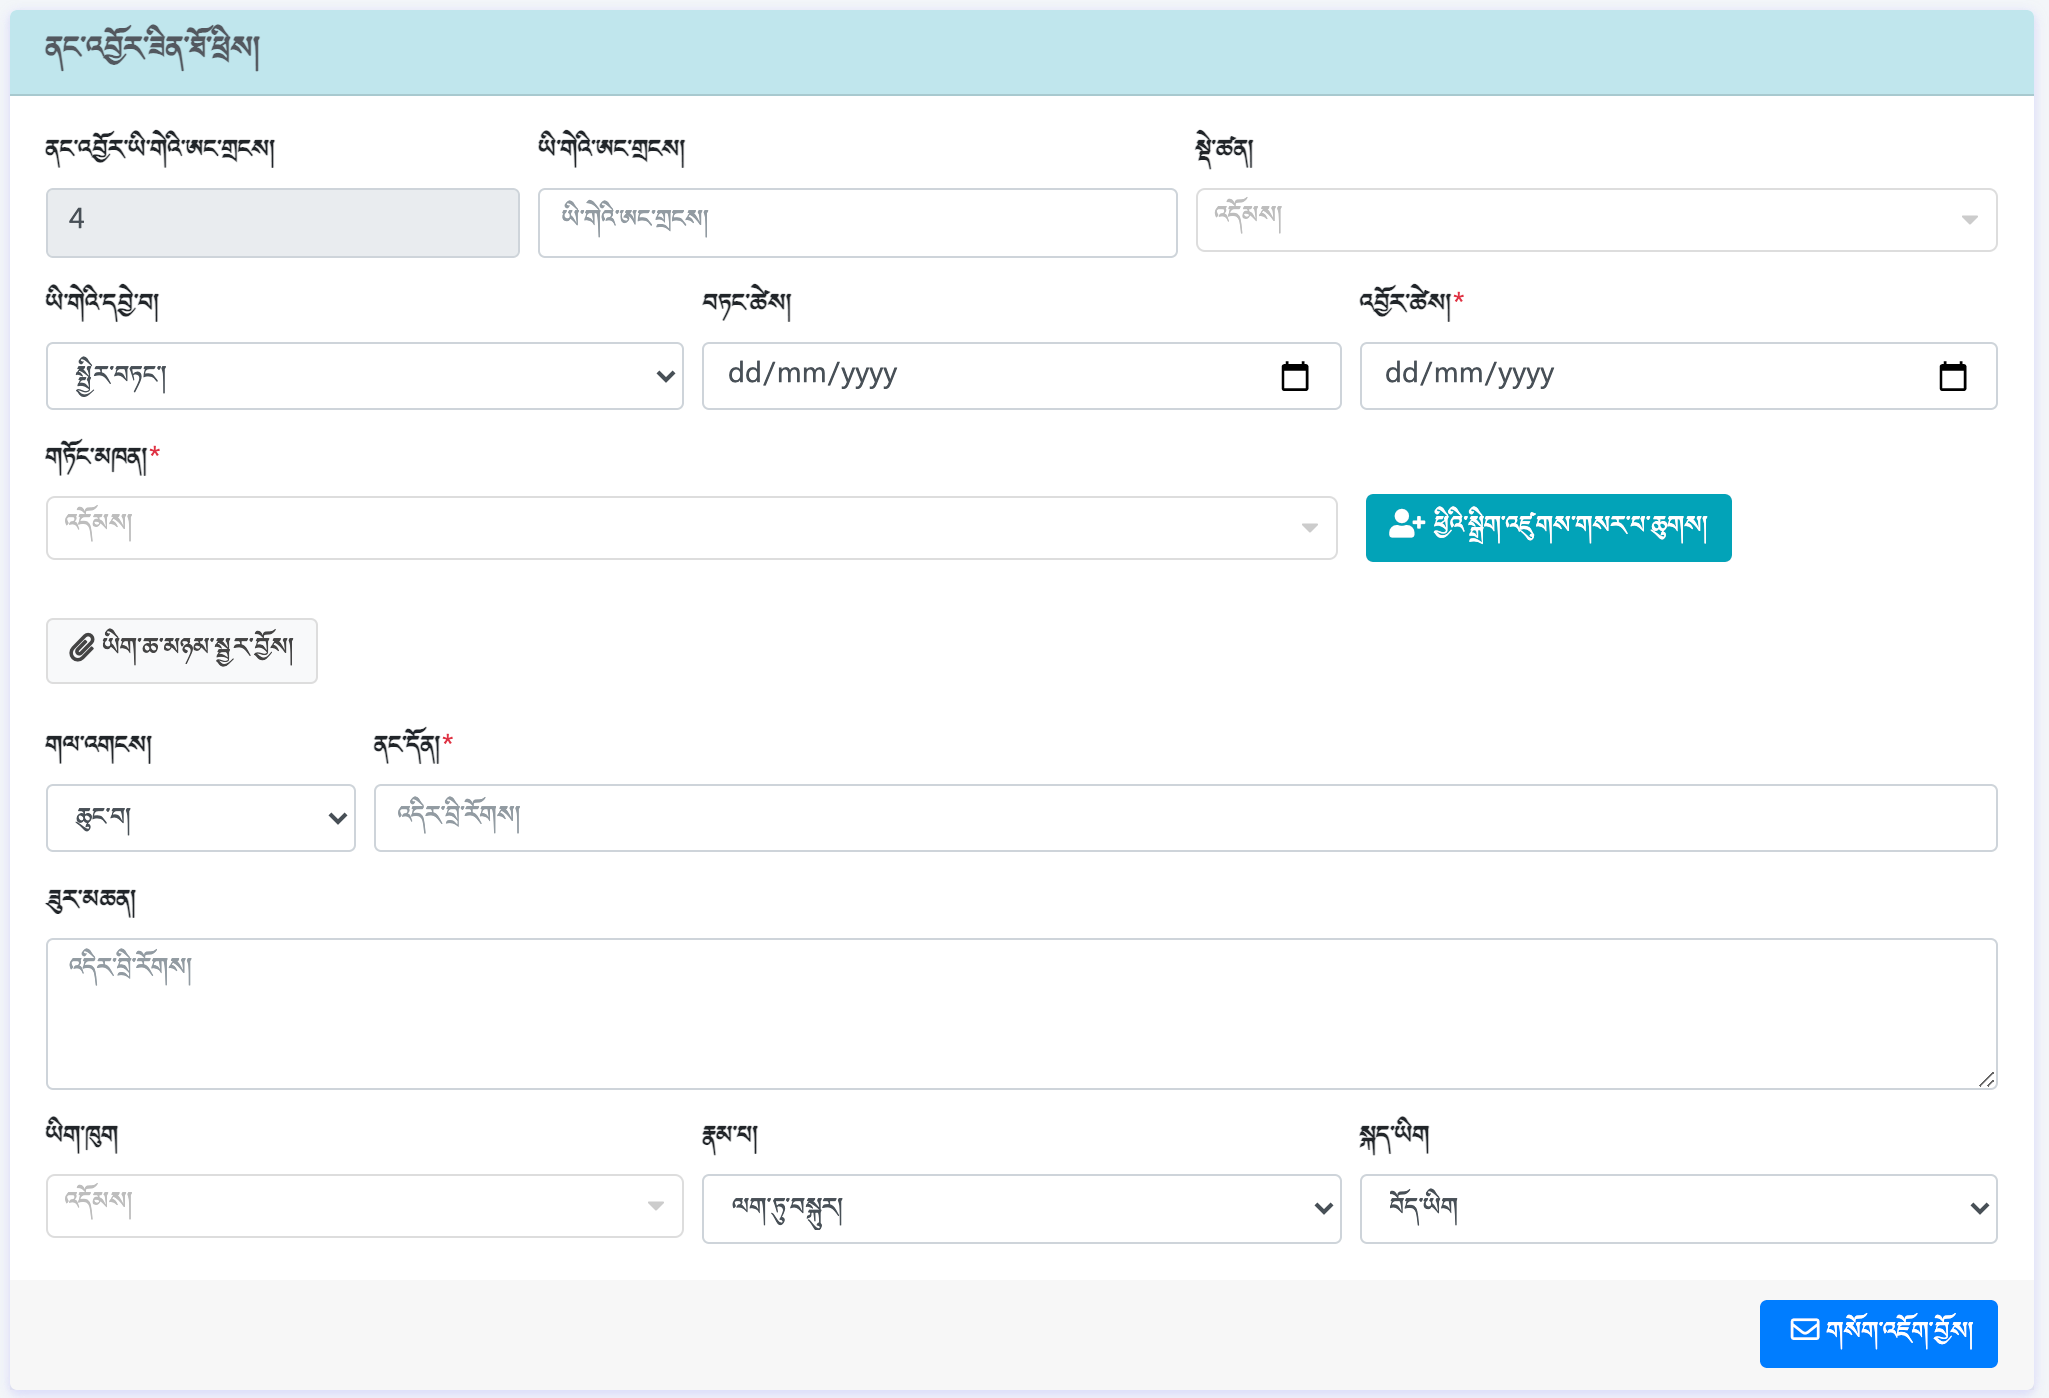 ནང་འབྱོར་ཟིན་ཐོ་ཕྲིས།
ནང་འབྱོར་ཡི་གེའི་ཨང་གྲངས། ཡི་གེའི་ཨང་གྲངས། སྡེ་ཚན།
4 ཡི་གེའི་ཨང་གྲངས། འདོམས།
ཡི་གེའི་དབྱེ་བ། བཏང་ཚེས། འབྱོར་ཚེས།*
སྤྱིར་བཏང་། dd/mm/yyyy dd/mm/yyyy
གཏོང་མཁན།*
འདོམས། ཕྱིའི་སྒྲིག་འཛུགས་གསར་པ་ཆུགས།
ཡིག་ཆ་མཉམ་སྦྱར་བྱོས།
གལ་འགངས། ནང་དོན།*
ཆུང་བ། འདིར་བྲི་རོགས།
ཟུར་མཆན།
འདིར་བྲི་རོགས།
ཡིག་ཁུག རྣམ་པ། སྐད་ཡིག
འདོམས། ལག་ཏུ་བསྐུར། བོད་ཡིག
གསོག་འཇོག་བྱོས།